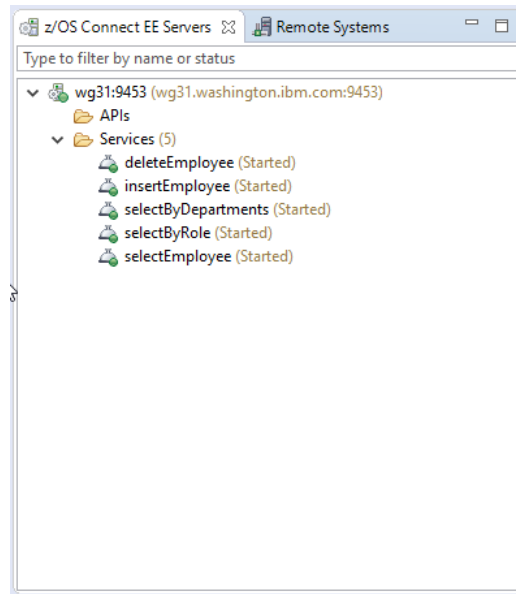 z/OS Connect EE Servers Remote Systems
Type to filter by name or status
wg31:9453 (wg31.washington.ibm.com:9453)
APIs
Services (5)
deleteEmployee (Started)
insertEmployee (Started)
selectByDepartments (Started)
selectByRole (Started)
selectEmployee (Started)